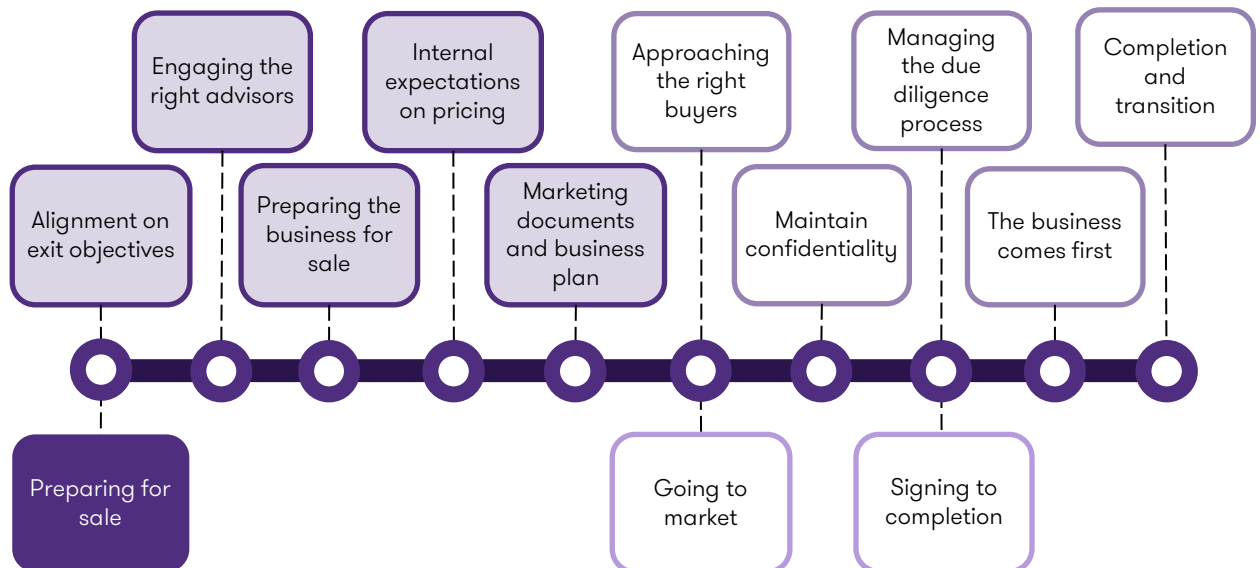 Engaging the
right advisors
Internal
expectations
on pricing
Approaching
the right
buyers
Managing
the due
diligence
process
Completion
and
transition
Alignment on
exit objectives
Preparing the
business for
sale
Marketing
documents
and business
plan
Maintain
confidentiality
The business
comes first
Preparing for
sale
Going to
market
Signing to
completion